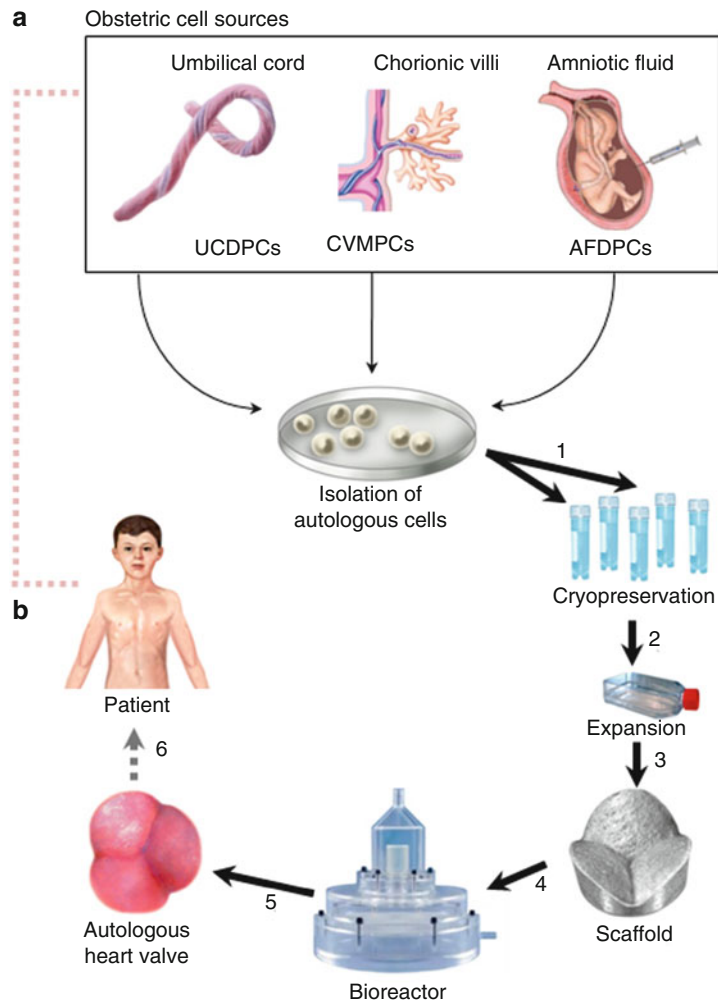 a
Obstetric cell sources
Umbilical cord
Chorionic villi
Amniotic fluid
UCDPCs
CVMPCs
AFDPCs
1
Isolation of
autologous cells
Cryopreservation
b
2
Patient
Expansion
6
3
4
5
Autologous
heart valve
Scaffold
Bioreactor